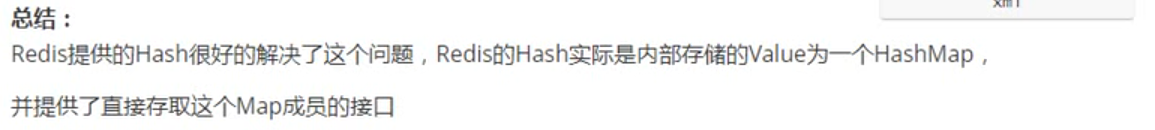 xml
总结：
Redis提供的Hash很好的解决了这个问题，Redis的Hash实际是内部存储的Value为一个HashMap，
并提供了直接存取这个Map成员的接口